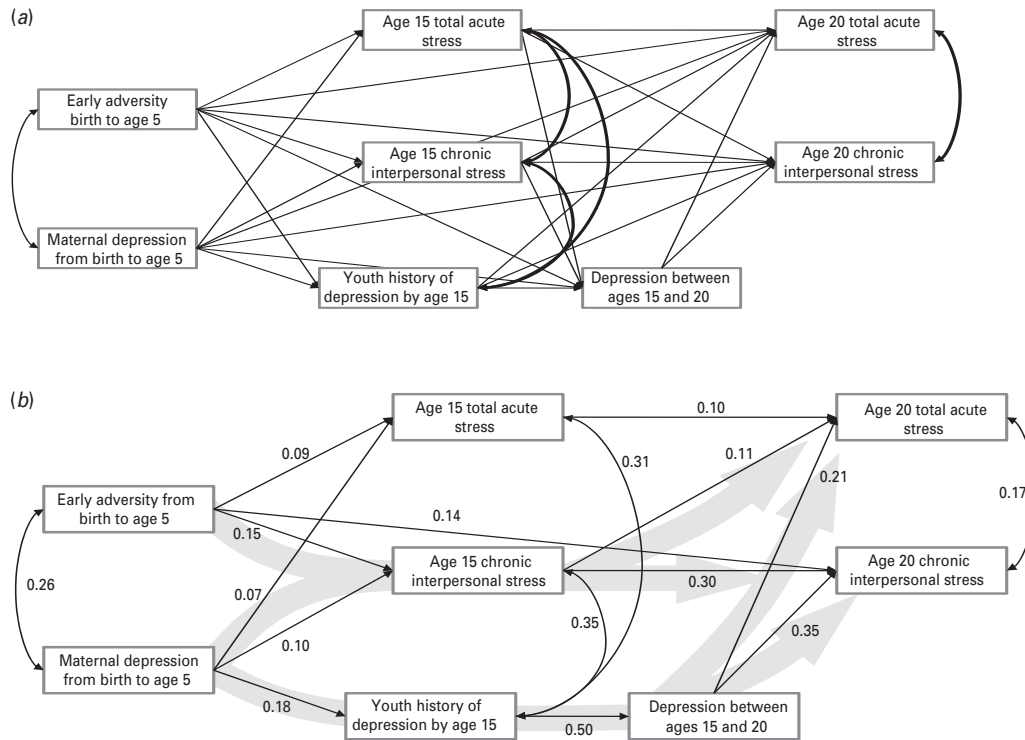 (a)
Age 15 total acute
stress
Age 20 total acute
stress
Early adversity
birth to age 5
Age 15 chronic
interpersonal stress
Age 20 chronic
interpersonal stress
Maternal depression
from birth to age 5
Youth history of
depression by age 15
Depression between
ages 15 and 20
(b)
Age 15 total acute
stress
0.10
Age 20 total acute
stress
0.09
0.31
0.11
0.21
Early adversity from
birth to age 5
0.17
0.14
0.15
Age 15 chronic
interpersonal stress
Age 20 chronic
interpersonal stress
0.30
0.26
0.07
0.35
0.10
0.35
Maternal depression
from birth to age 5
0.18
Youth history of
depression by age 15
0.50
Depression between
ages 15 and 20